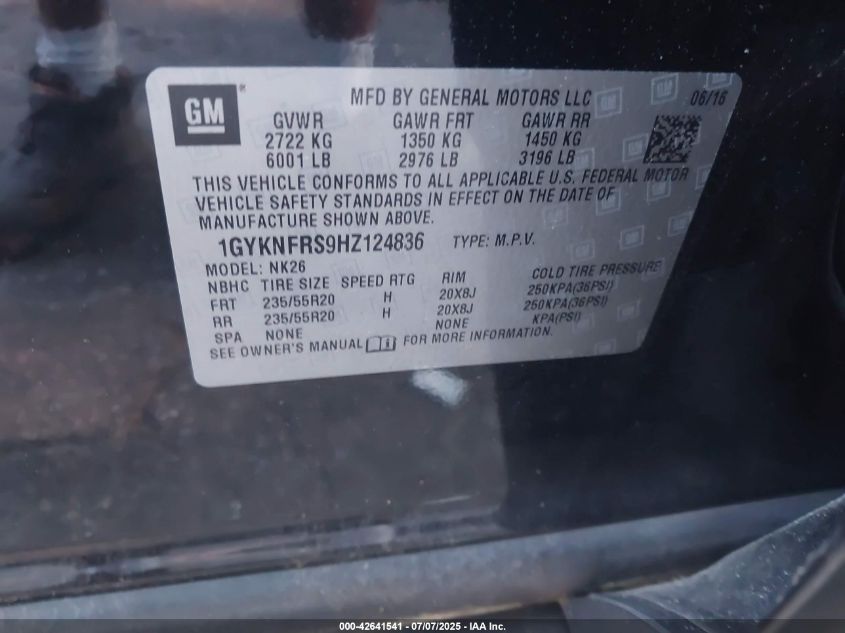 GM
MFD BY GENERAL MOTORS LLC 06/16
GVWR GAWR FRT GAWR RR
2722 KG 1350 KG 1450 KG
6001 LB 2976 LB 3196 LB
THIS VEHICLE CONFORMS TO ALL APPLICABLE U.S. FEDERAL MOTOR
VEHICLE SAFETY STANDARDS IN EFFECT ON THE DATE OF
MANUFACTURE SHOWN ABOVE.
1GYKNFRS9HZ124836 TYPE: M.P.V.
MODEL: NK26
NBHC TIRE SIZE SPEED RTG RIM COLD TIRE PRESSURE
FRT 235/55R20 H 20X8J 250KPA(36PSI)
RR 235/55R20 H 20X8J 250KPA(36PSI)
SPA NONE NONE KPA(PSI)
SEE OWNER'S MANUAL FOR MORE INFORMATION.
000-42641541 - 07/07/2025 - IAA Inc.